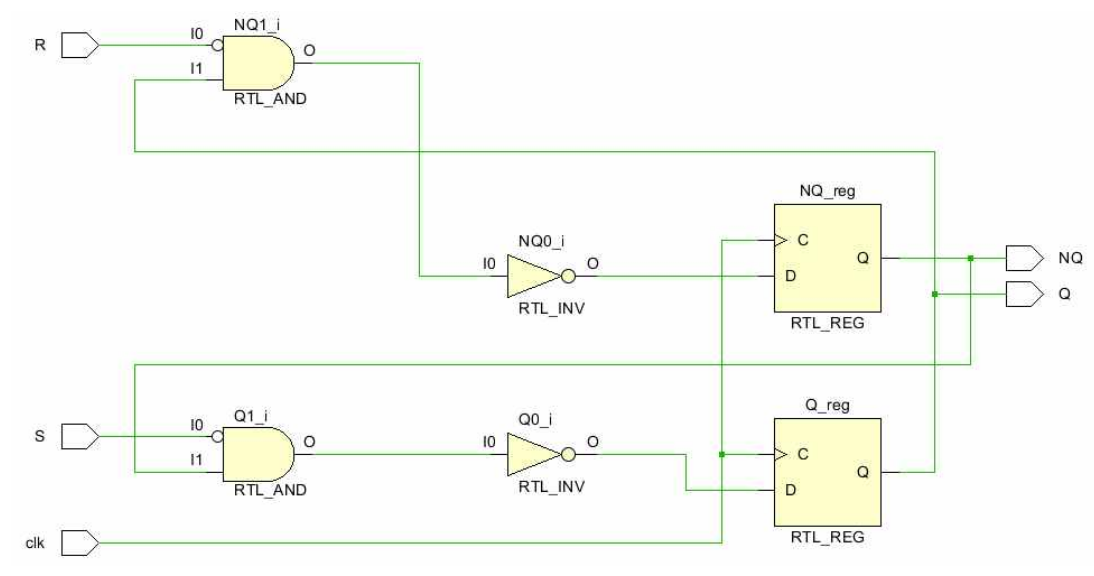 NQ1_i
R
I0
O
I1
RTL_AND
NQ_reg
NQ0_i
C
I0
O
Q
NQ
D
Q
RTL_INV
RTL_REG
Q1_i
Q0_i
Q_reg
S
I0
O
I0
O
C
I1
Q
RTL_AND
RTL_INV
D
clk
RTL_REG